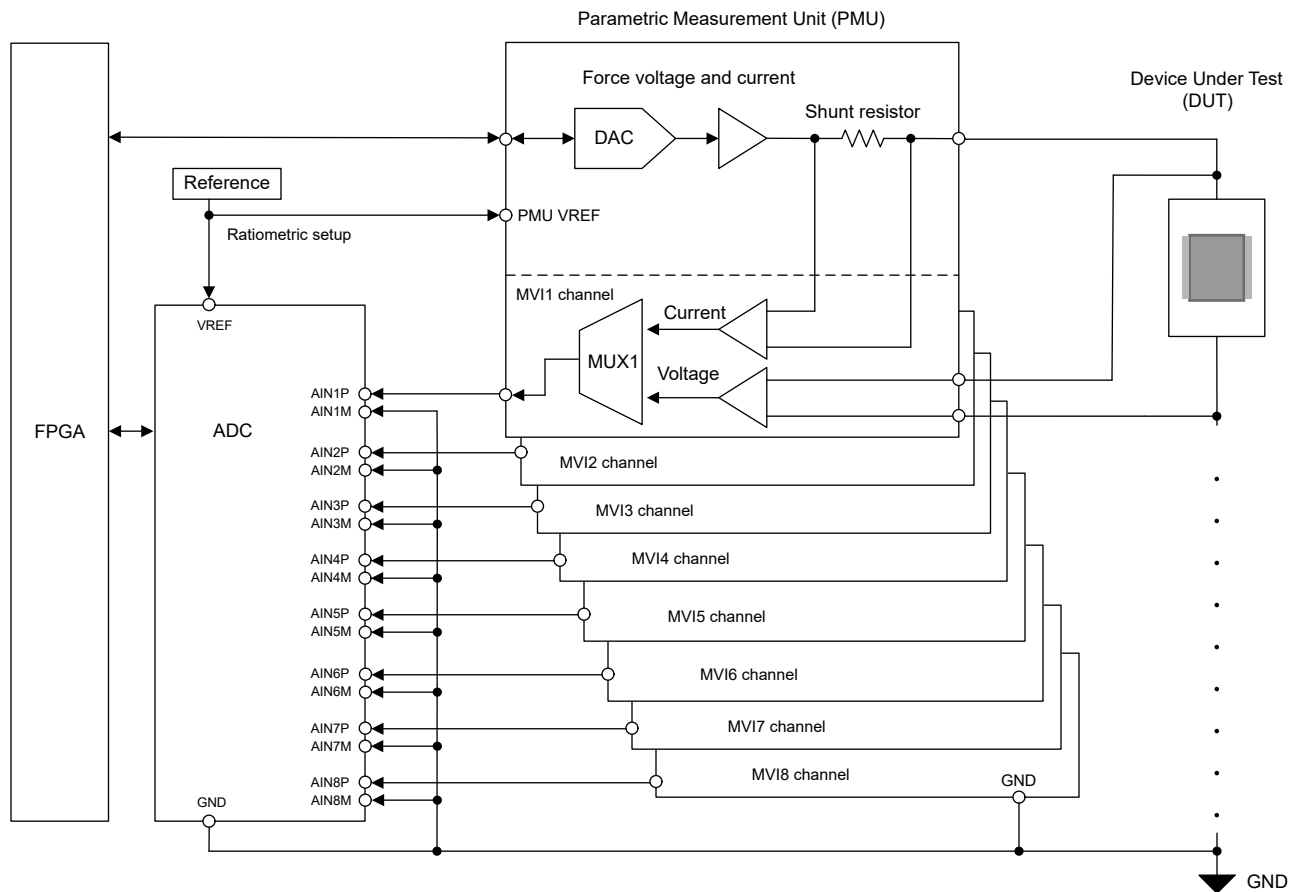 Parametric Measurement Unit (PMU)
Force voltage and current
Device Under Test
(DUT)
Shunt resistor
DAC
Reference
PMU VREF
Ratiometric setup
MVI1 channel
VREF
Current
MUX1
Voltage
AIN1P
AIN1M
FPGA
ADC
AIN2P
AIN2M
MVI2 channel
AIN3P
AIN3M
MVI3 channel
AIN4P
AIN4M
MVI4 channel
AIN5P
AIN5M
MVI5 channel
AIN6P
AIN6M
MVI6 channel
AIN7P
AIN7M
MVI7 channel
AIN8P
AIN8M
MVI8 channel
GND
GND
GND